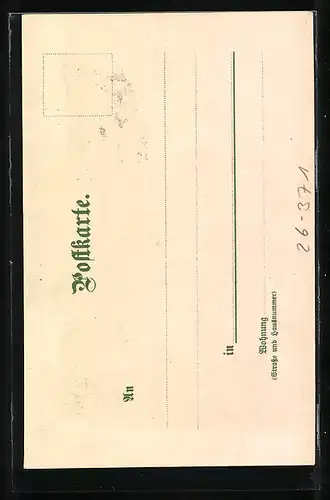 Postkarte.
An
in
Wohnung
(Straße und Hausnummer)
26-371